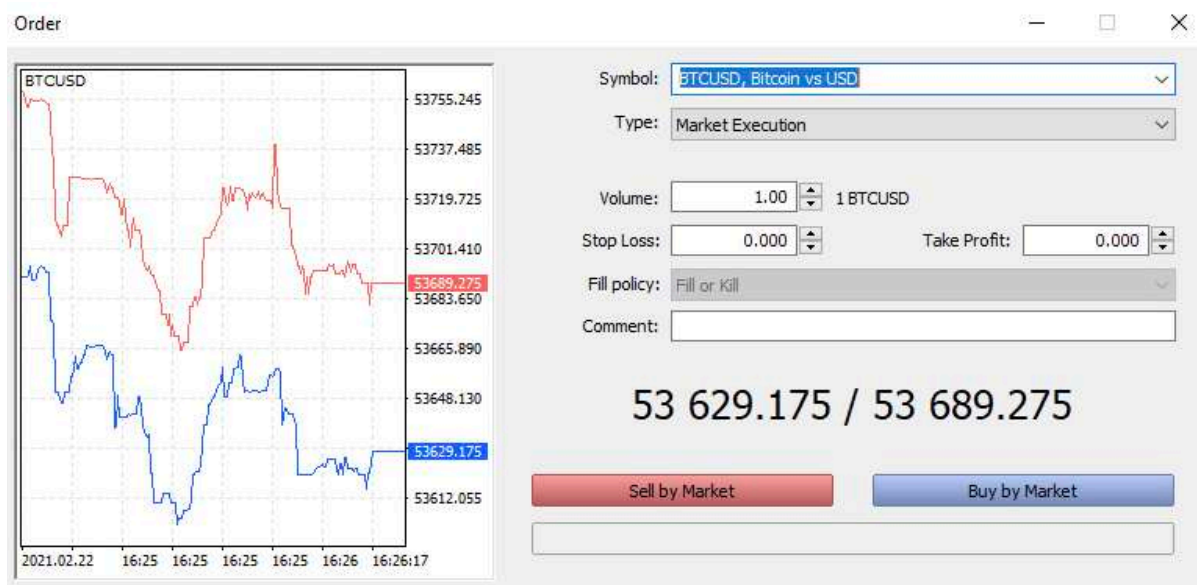 Order
BTCUSD
53755.245
53737.485
53719.725
53701.410
53689.275
53683.650
53665.890
53648.130
53629.175
53612.055
2021.02.22 16:25 16:25 16:25 16:25 16:26 16:26:17
Symbol: BTCUSD, Bitcoin vs USD
Type: Market Execution
Volume: 1.00 1 BTCUSD
Stop Loss: 0.000 Take Profit: 0.000
Fill policy: Fill or Kill
Comment:
53 629.175 / 53 689.275
Sell by Market Buy by Market